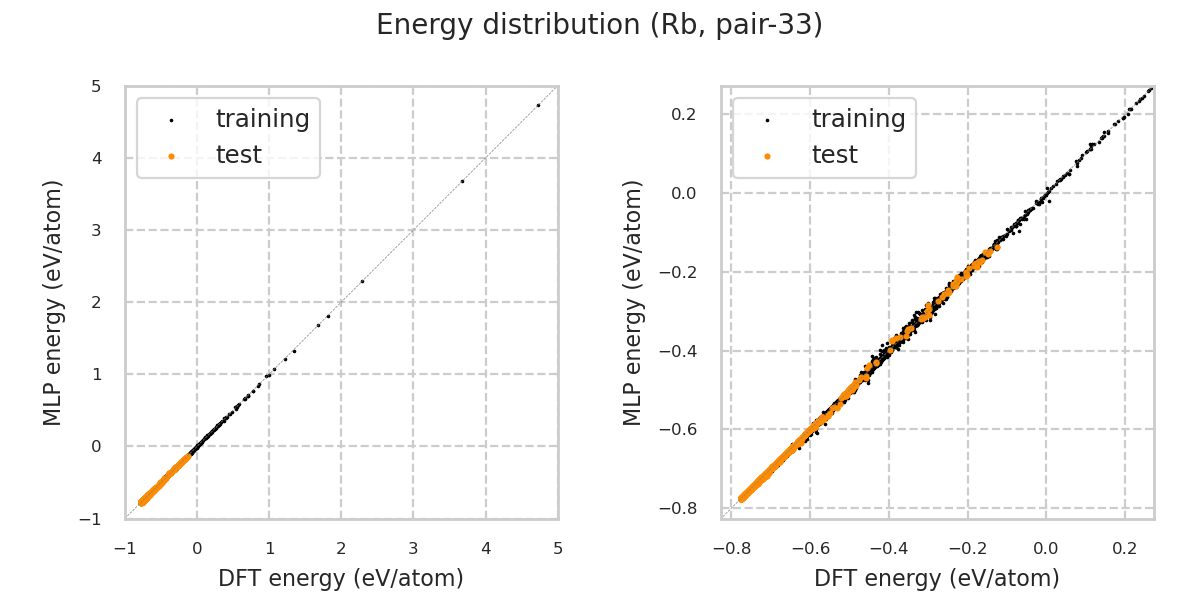 Energy distribution (Rb, pair-33)
training
test
MLP energy (eV/atom)
5
4
3
2
1
0
−1
−1 0 1 2 3 4 5
DFT energy (eV/atom)
training
test
MLP energy (eV/atom)
0.2
0.0
−0.2
−0.4
−0.6
−0.8
−0.8 −0.6 −0.4 −0.2 0.0 0.2
DFT energy (eV/atom)